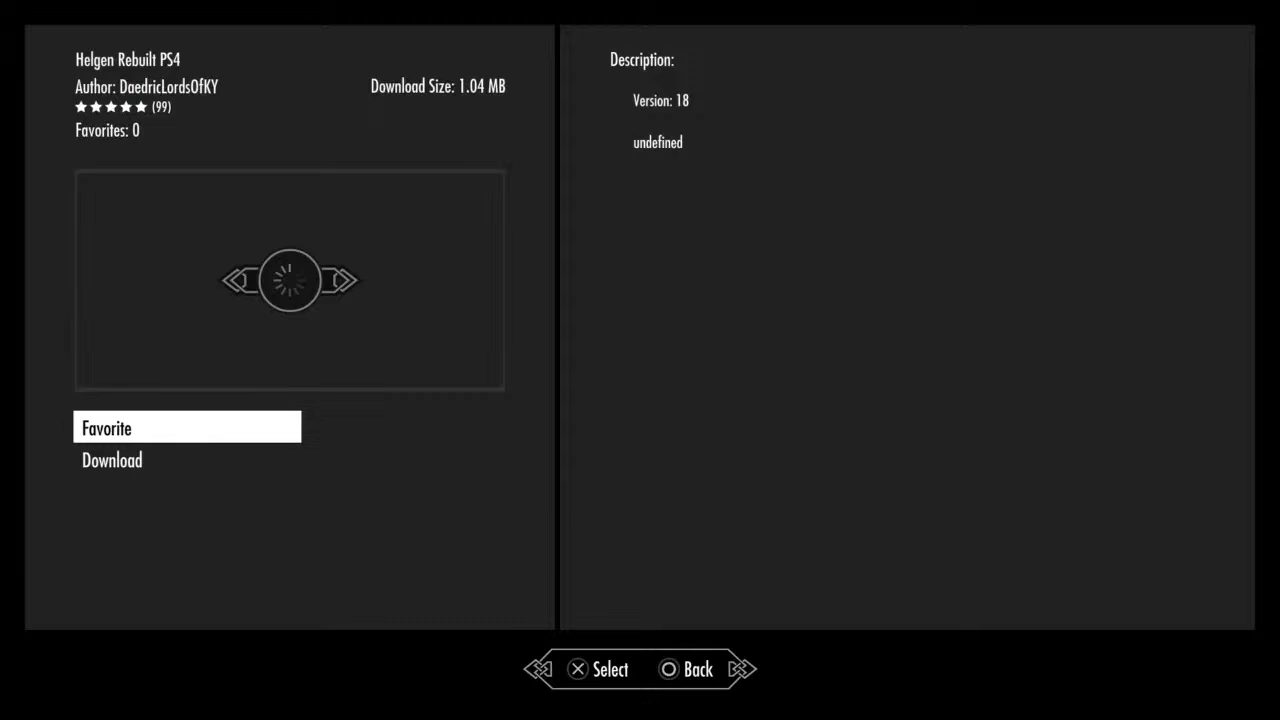 Helgen Rebuilt PS4
Author: DaedricLordsOfKY
Download Size: 1.04 MB
(99)
Favorites: 0
Favorite
Download
Description:
Version: 18
undefined
Select
Back